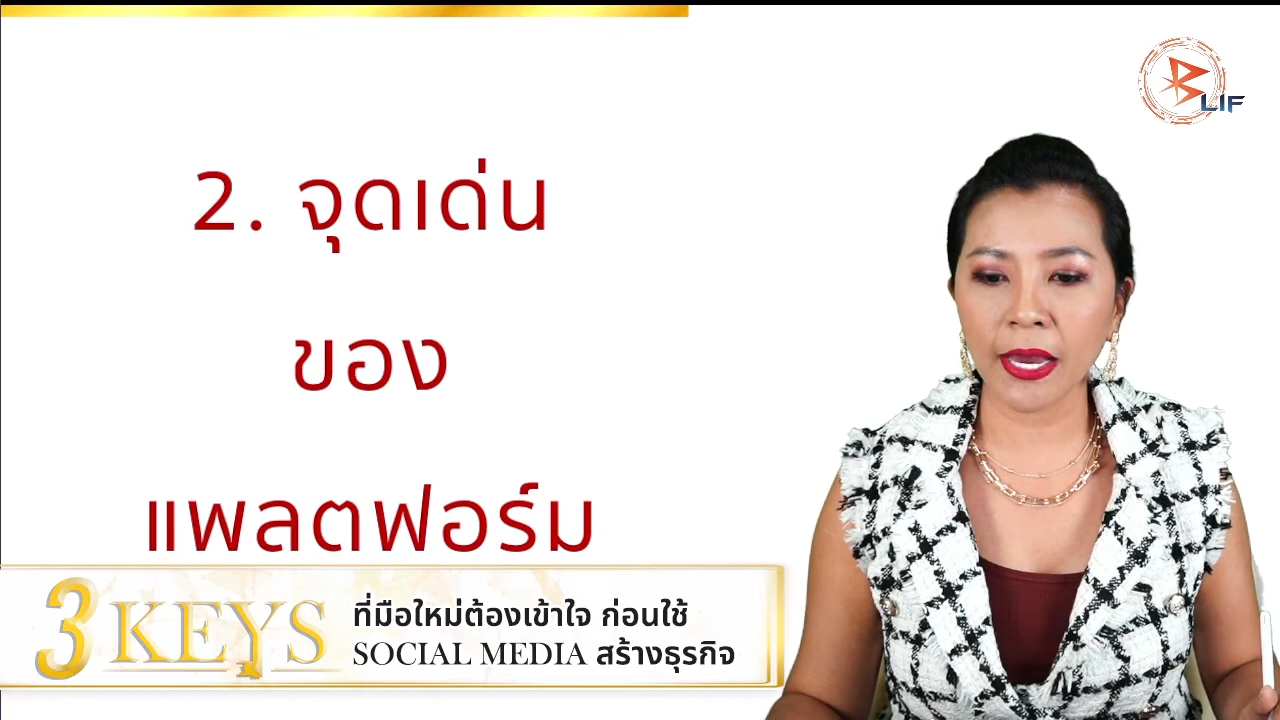 B
LIF
2. จุดเด่น
ของ
แพลตฟอร์ม
3 KEYS
ที่มือใหม่ต้องเข้าใจ ก่อนใช้
SOCIAL MEDIA สร้างธุรกิจ